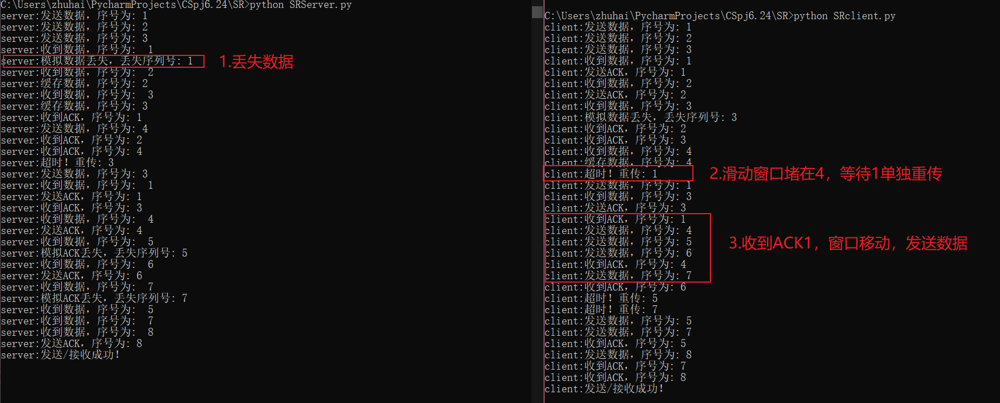 C:\Users\zhuhai\PycharmProjects\CSpj6.24\SR>python SRServer.py
server:发送数据，序号为: 1
server:发送数据，序号为: 2
server:发送数据，序号为: 3
server:收到数据，序号为:  1
server:模拟数据丢失，丢失序列号: 1
1.丢失数据
server:收到数据，序号为:  2
server:缓存数据，序号为: 2
server:收到数据，序号为:  3
server:缓存数据，序号为: 3
server:收到ACK，序号为: 1
server:发送数据，序号为: 4
server:收到ACK，序号为: 2
server:收到ACK，序号为: 4
server:超时！重传: 3
server:发送数据，序号为: 3
server:收到数据，序号为:  1
server:发送ACK，序号为: 1
server:收到ACK，序号为: 3
server:收到数据，序号为:  4
server:发送ACK，序号为: 4
server:收到数据，序号为:  5
server:模拟ACK丢失，丢失序列号: 5
server:收到数据，序号为:  6
server:发送ACK，序号为: 6
server:收到数据，序号为:  7
server:模拟ACK丢失，丢失序列号: 7
server:收到数据，序号为:  5
server:收到数据，序号为:  7
server:收到数据，序号为:  8
server:发送ACK，序号为: 8
server:发送/接收成功！
C:\Users\zhuhai\PycharmProjects\CSpj6.24\SR>python SRclient.py
client:发送数据，序号为: 1
client:发送数据，序号为: 2
client:发送数据，序号为: 3
client:收到数据，序号为: 1
client:发送ACK，序号为: 1
client:收到数据，序号为: 2
client:发送ACK，序号为: 2
client:收到数据，序号为: 3
client:模拟数据丢失，丢失序列号: 3
client:收到ACK，序号为: 2
client:收到ACK，序号为: 3
client:收到数据，序号为: 4
client:缓存数据，序号为: 4
client:超时！重传: 1
2.滑动窗口堵在4，等待1单独重传
client:发送数据，序号为: 1
client:收到数据，序号为: 3
client:发送ACK，序号为: 3
client:收到ACK，序号为: 1
client:发送数据，序号为: 4
client:发送数据，序号为: 5
3.收到ACK1，窗口移动，发送数据
client:发送数据，序号为: 6
client:收到ACK，序号为: 4
client:发送数据，序号为: 7
client:收到ACK，序号为: 6
client:超时！重传: 5
client:超时！重传: 7
client:发送数据，序号为: 5
client:发送数据，序号为: 7
client:收到ACK，序号为: 5
client:发送数据，序号为: 8
client:收到ACK，序号为: 7
client:收到ACK，序号为: 8
client:发送/接收成功！